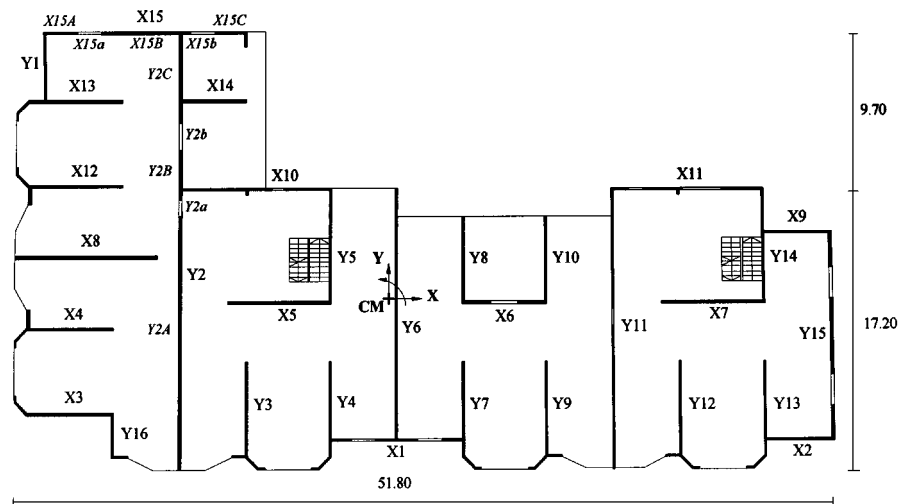 X15A X15 X15C
X15a X15B X15b
Y1 Y2C
X13 X14
9.70
Y2b
X12 Y2B X10 X11
Y2a X9
X8 Y2 Y5 Y Y8 Y10 Y14
CM X
X4 Y2A X5 Y6 X6 Y11 X7 Y15
17.20
X3 Y3 Y4 Y7 Y9 Y12 Y13
Y16 X1 X2
51.80